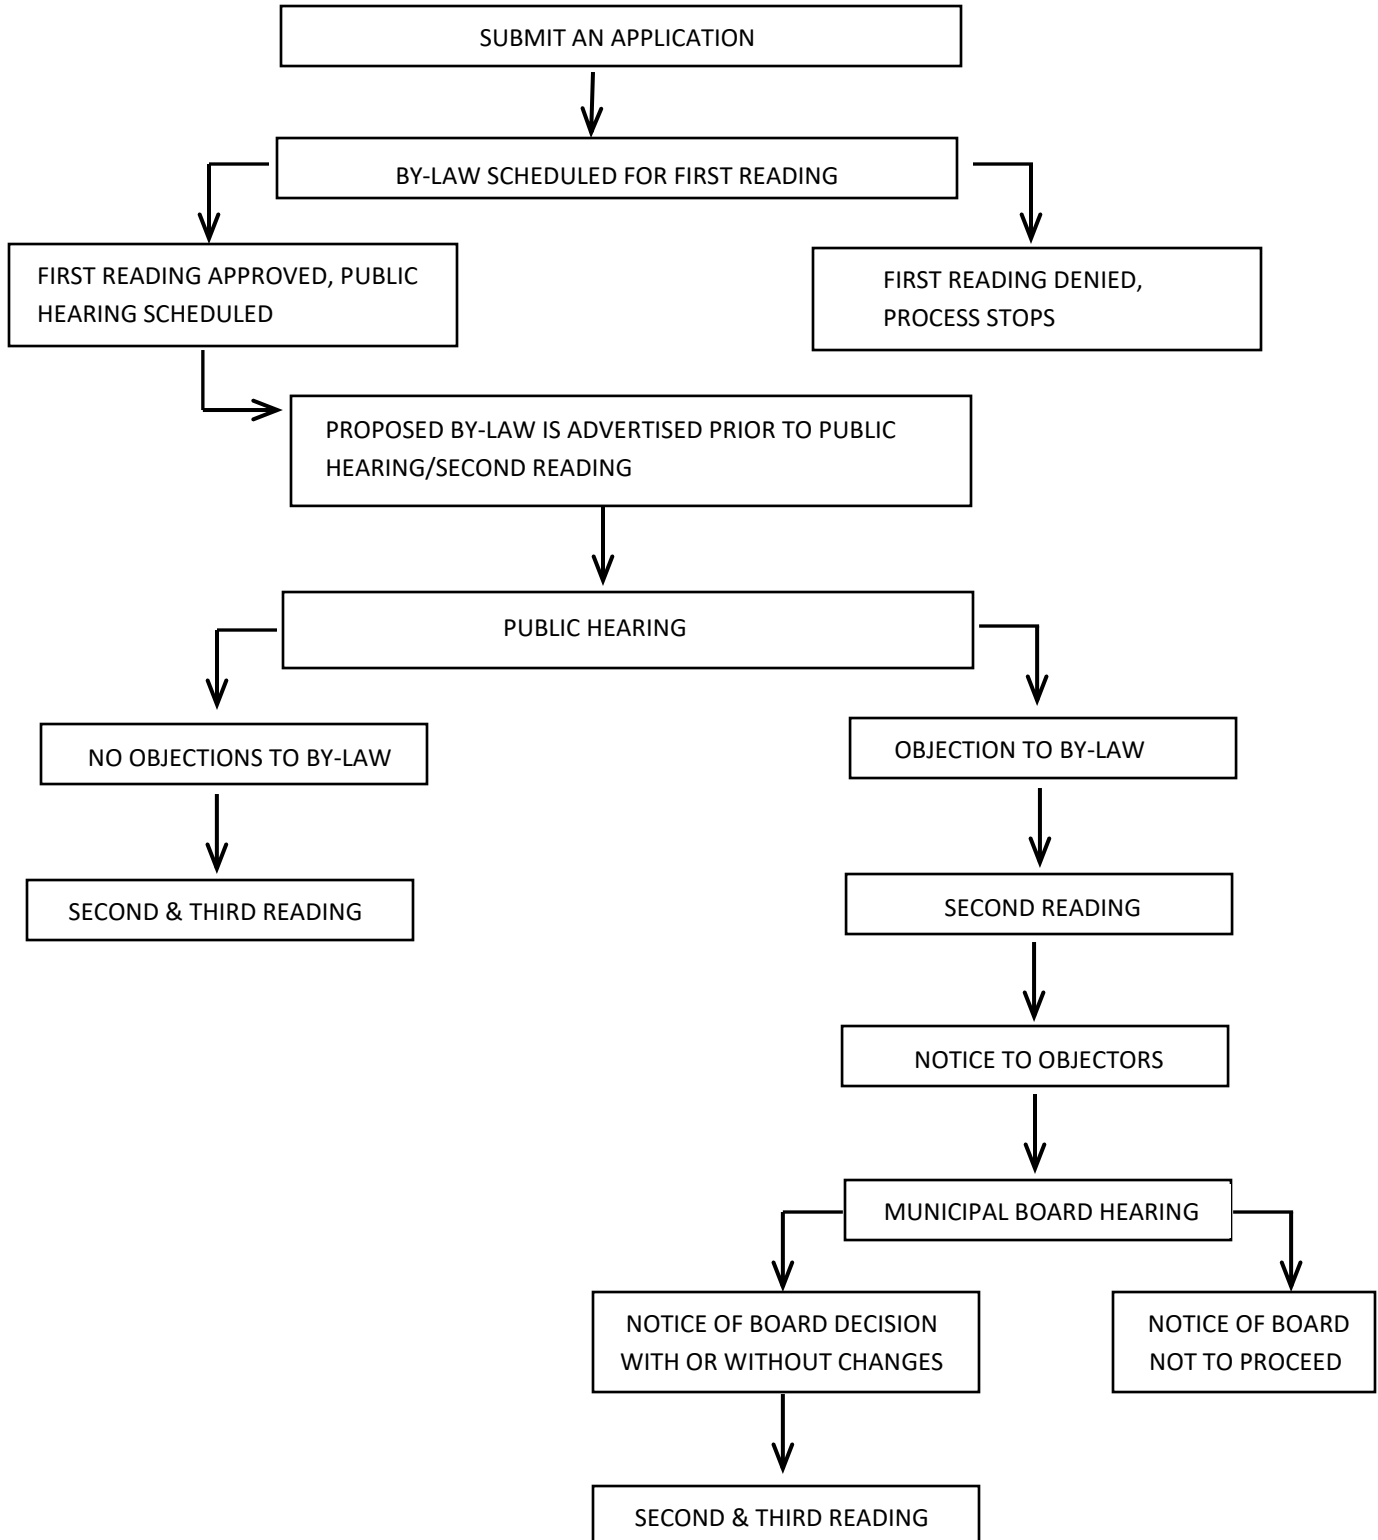 SUBMIT AN APPLICATION
BY-LAW SCHEDULED FOR FIRST READING
FIRST READING APPROVED, PUBLIC
HEARING SCHEDULED
FIRST READING DENIED,
PROCESS STOPS
PROPOSED BY-LAW IS ADVERTISED PRIOR TO PUBLIC
HEARING/SECOND READING
PUBLIC HEARING
NO OBJECTIONS TO BY-LAW
OBJECTION TO BY-LAW
SECOND & THIRD READING
SECOND READING
NOTICE TO OBJECTORS
MUNICIPAL BOARD HEARING
NOTICE OF BOARD DECISION
WITH OR WITHOUT CHANGES
NOTICE OF BOARD
NOT TO PROCEED
SECOND & THIRD READING